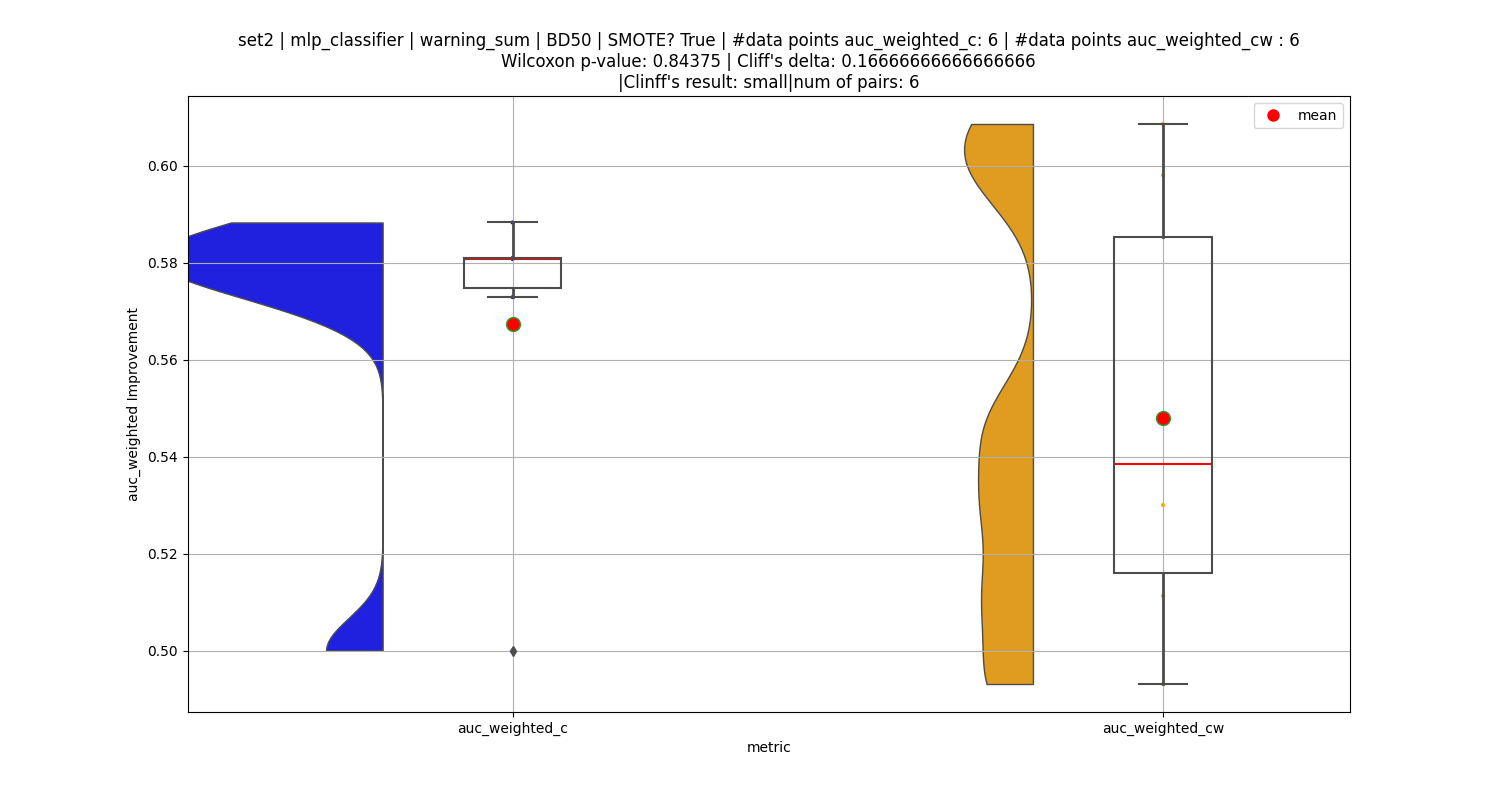 set2 | mlp_classifier | warning_sum | BD50 | SMOTE? True | #data points auc_weighted_c: 6 | #data points auc_weighted_cw : 6
Wilcoxon p-value: 0.84375 | Cliff's delta: 0.16666666666666666
|Clinff's result: small|num of pairs: 6
mean
0.60
0.58
0.56
0.54
0.52
0.50
auc_weighted Improvement
auc_weighted_c
auc_weighted_cw
metric